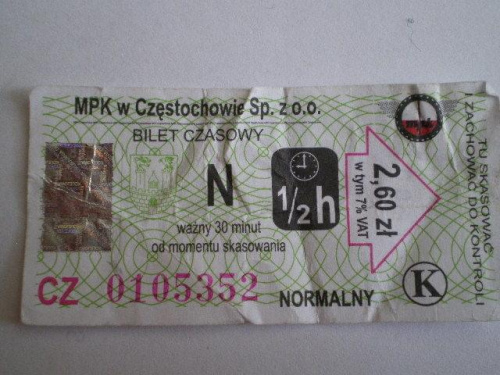 MPK w Częstochowie Sp. z o.o.
BILET CZASOWY
N
½ h
ważny 30 minut
od momentu skasowania
CZ 0105352
NORMALNY
2,60 zł
w tym 7% VAT
K
TU SKASOWAĆ
I ZACHOWAĆ DO KONTROLI